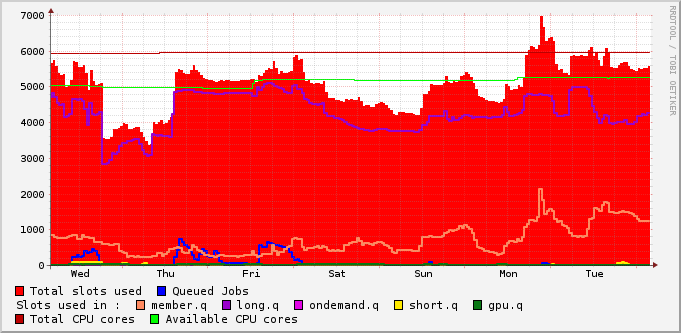 7000
6000
5000
4000
3000
2000
1000
0
Wed Thu Fri Sat Sun Mon Tue
RRDTOOL / TOBI OETIKER
Total slots used Queued Jobs
Slots used in : member.q long.q ondemand.q short.q gpu.q
Total CPU cores Available CPU cores